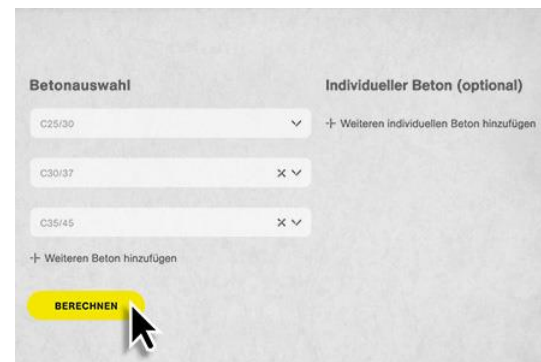 Betonauswahl
C25/30
C30/37
C35/45
+ Weiteren Beton hinzufügen
BERECHNEN
Individueller Beton (optional)
+ Weiteren individuellen Beton hinzufügen